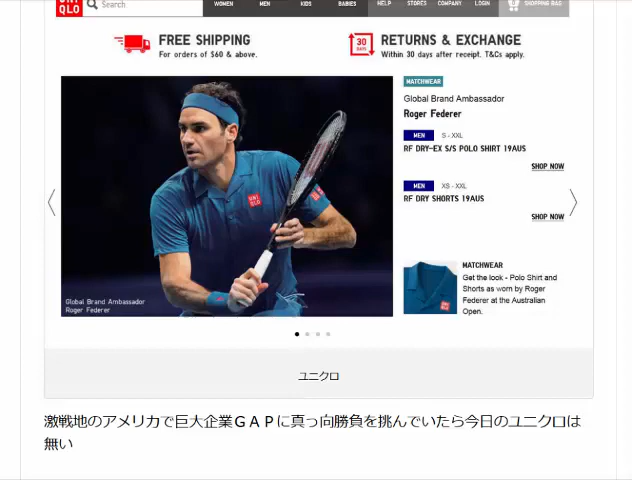 UNI
QLO
Search
WOMEN MEN KIDS BABIES HELP STORES COMPANY LOGIN SHOPPING BAG
FREE SHIPPING
For orders of $60 & above.
30
DAYS
RETURNS & EXCHANGE
Within 30 days after receipt. T&Cs apply.
MATCHWEAR
Global Brand Ambassador
Roger Federer
MEN S - XXL
RF DRY-EX S/S POLO SHIRT 19AUS
SHOP NOW
MEN XS - XXL
RF DRY SHORTS 19AUS
SHOP NOW
UNI
QLO
Global Brand Ambassador
Roger Federer
MATCHWEAR
Get the look - Polo Shirt and
Shorts as worn by Roger
Federer at the Australian
Open.
ユニクロ
激戦地のアメリカで巨大企業ＧＡＰに真っ向勝負を挑んでいたら今日のユニクロは
無い